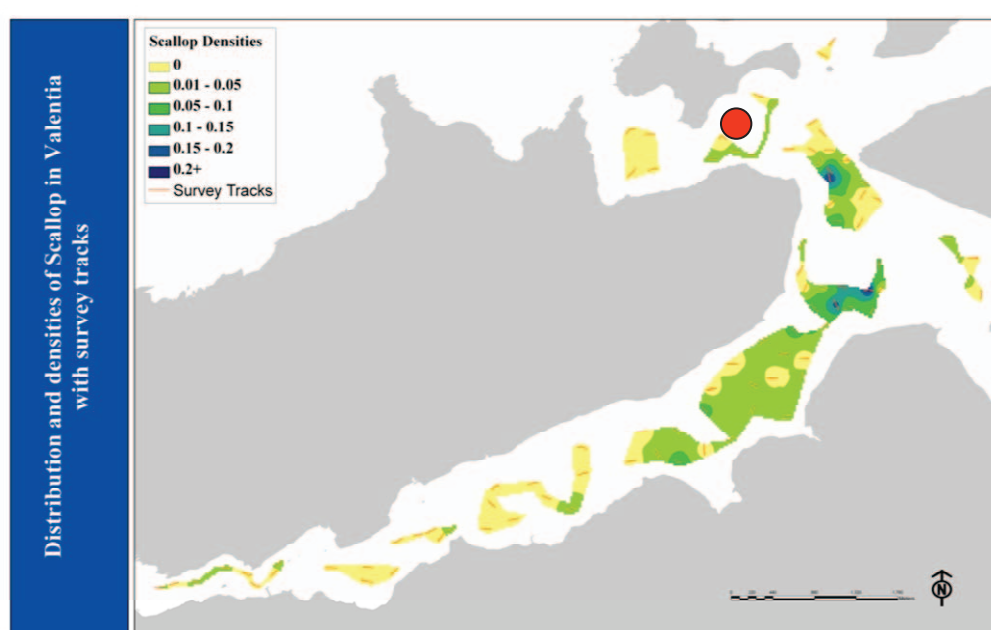 Distribution and densities of Scallop in Valentia
with survey tracks
Scallop Densities
0
0.01 - 0.05
0.05 - 0.1
0.1 - 0.15
0.15 - 0.2
0.2+
Survey Tracks
N